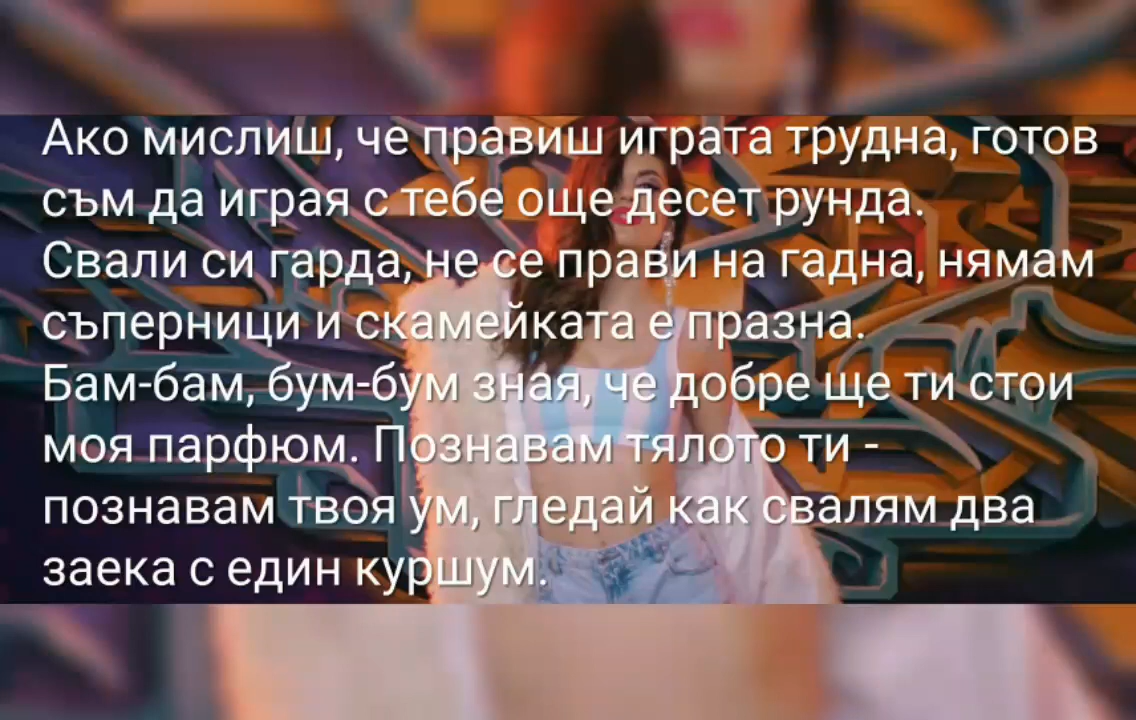 Ако мислиш, че правиш играта трудна, готов
съм да играя с тебе още десет рунда.
Свали си гарда, не се прави на гадна, нямам
съперници и скамейката е празна.
Бам-бам, бум-бум зная, че добре ще ти стои
моя парфюм. Познавам тялото ти -
познавам твоя ум, гледай как свалям два
заека с един куршум.